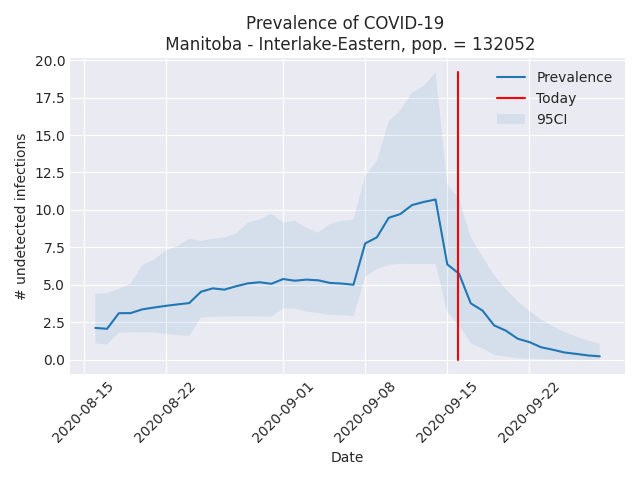 Prevalence of COVID-19
Manitoba - Interlake-Eastern, pop. = 132052
# undetected infections
20.0
17.5
15.0
12.5
10.0
7.5
5.0
2.5
0.0
Prevalence
Today
95CI
2020-08-15
2020-08-22
2020-09-01
2020-09-08
2020-09-15
2020-09-22
Date